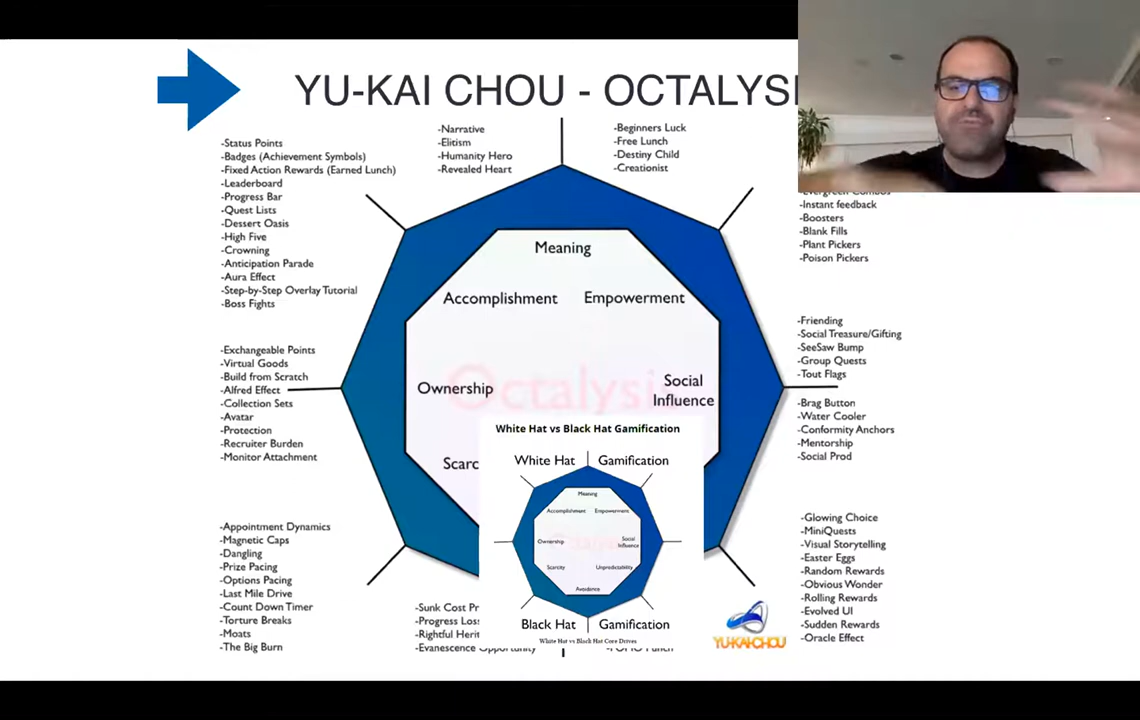 YU-KAI CHOU - OCTALYSI
-Status Points
-Badges (Achievement Symbols)
-Fixed Action Rewards (Earned Lunch)
-Leaderboard
-Progress Bar
-Quest Lists
-Dessert Oasis
-High Five
-Crowning
-Anticipation Parade
-Aura Effect
-Step-by-Step Overlay Tutorial
-Boss Fights
-Narrative
-Elitism
-Humanity Hero
-Revealed Heart
-Beginners Luck
-Free Lunch
-Destiny Child
-Creationist
-Evergreen Combos
-Instant feedback
-Boosters
-Blank Fills
-Plant Pickers
-Poison Pickers
Meaning
Accomplishment
Empowerment
Ownership
Social
Influence
Scarc
Octalysis
-Exchangeable Points
-Virtual Goods
-Build from Scratch
-Alfred Effect
-Collection Sets
-Avatar
-Protection
-Recruiter Burden
-Monitor Attachment
-Friending
-Social Treasure/Gifting
-SeeSaw Bump
-Group Quests
-Tout Flags
-Brag Button
-Water Cooler
-Conformity Anchors
-Mentorship
-Social Prod
-Appointment Dynamics
-Magnetic Caps
-Dangling
-Prize Pacing
-Options Pacing
-Last Mile Drive
-Count Down Timer
-Torture Breaks
-Moats
-The Big Burn
-Sunk Cost Pr
-Progress Loss
-Rightful Herit
-Evanescence Opportunity
White Hat vs Black Hat Gamification
White Hat
Gamification
Meaning
Accomplishment
Empowerment
Ownership
Social
Influence
Scarcity
Unpredictability
Avoidance
Black Hat
Gamification
White Hat vs Black Hat Core Drives
-FOMO Punch
YU-KAI CHOU
-Glowing Choice
-MiniQuests
-Visual Storytelling
-Easter Eggs
-Random Rewards
-Obvious Wonder
-Rolling Rewards
-Evolved UI
-Sudden Rewards
-Oracle Effect